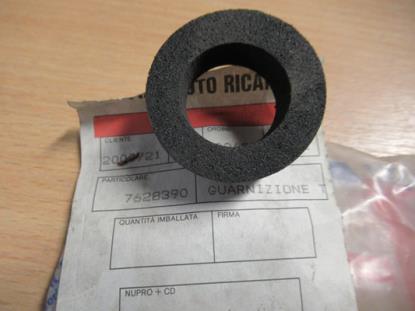 UTO RICA
CLIENTE
PARTICOLARE
7628390 GUARNIZIONE T
QUANTITÀ IMBALLATA FIRMA
NUPRO + CD